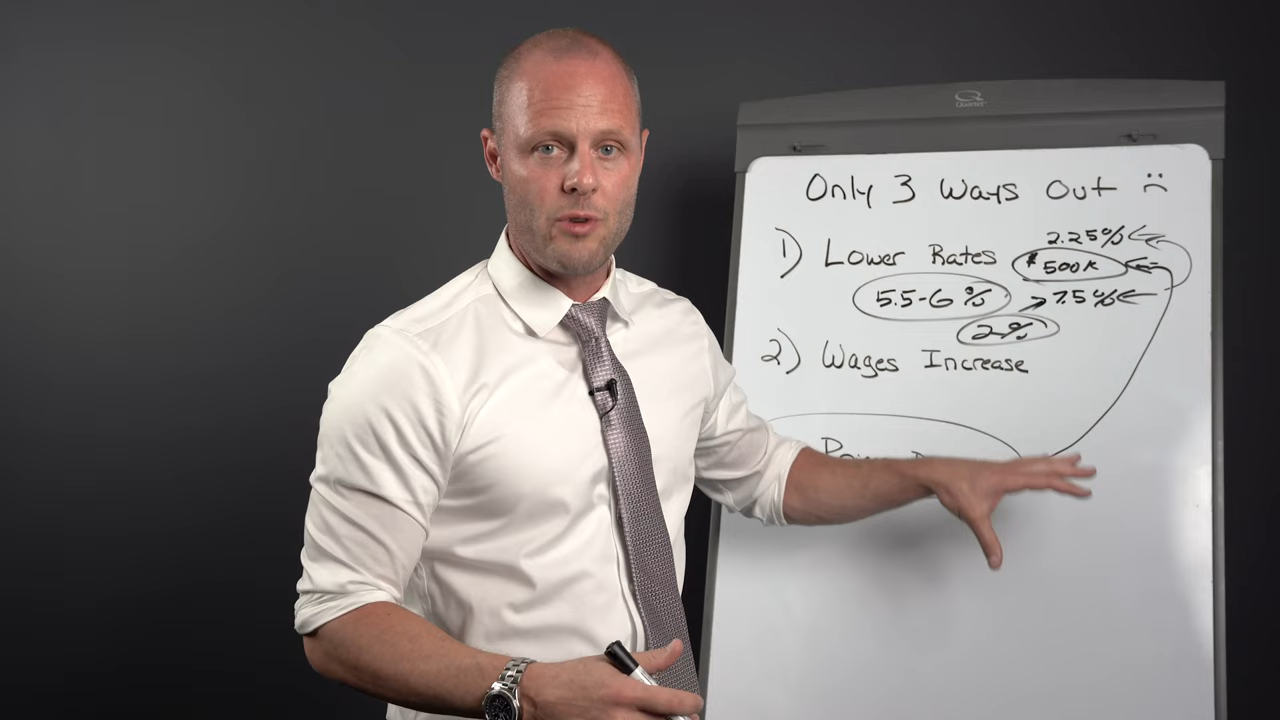 Quartet
Only 3 Ways Out :(
2.25%
1) Lower Rates $500K
5.5-6% → 7.5% ←
2%
2) Wages Increase